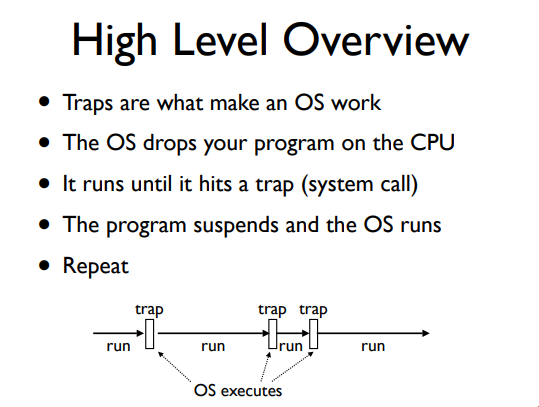 High Level Overview
• Traps are what make an OS work
• The OS drops your program on the CPU
• It runs until it hits a trap (system call)
• The program suspends and the OS runs
• Repeat
trap trap trap
run run run run
OS executes